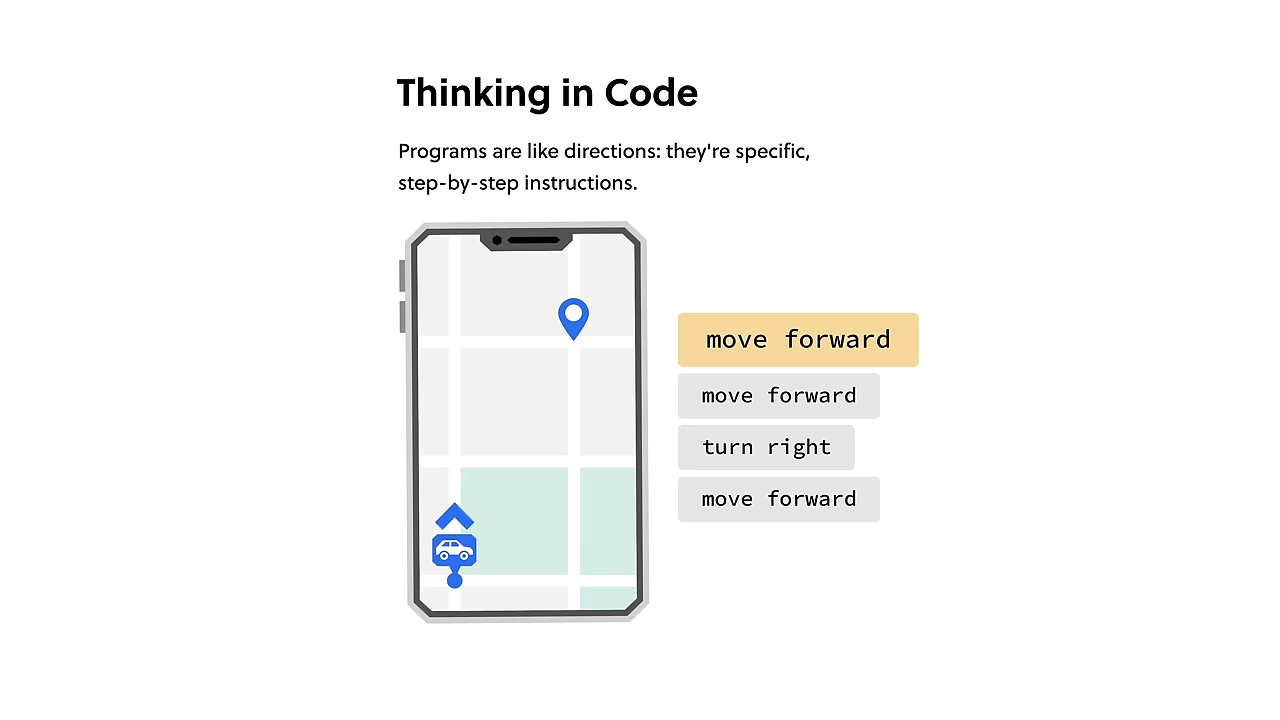 Thinking in Code
Programs are like directions: they're specific,
step-by-step instructions.
move forward
move forward
turn right
move forward